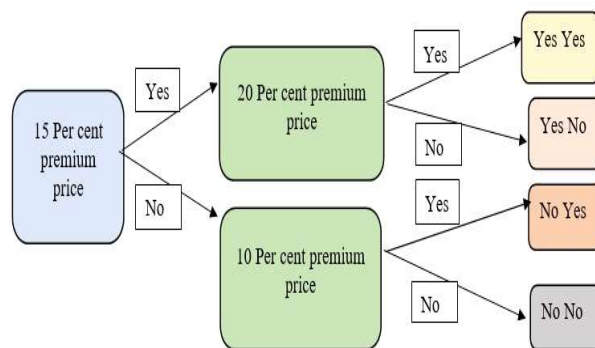 Yes
Yes Yes
Yes
20 Per cent premium
price
15 Per cent
premium
price
No
Yes No
No
Yes
No Yes
10 Per cent premium
price
No
No No